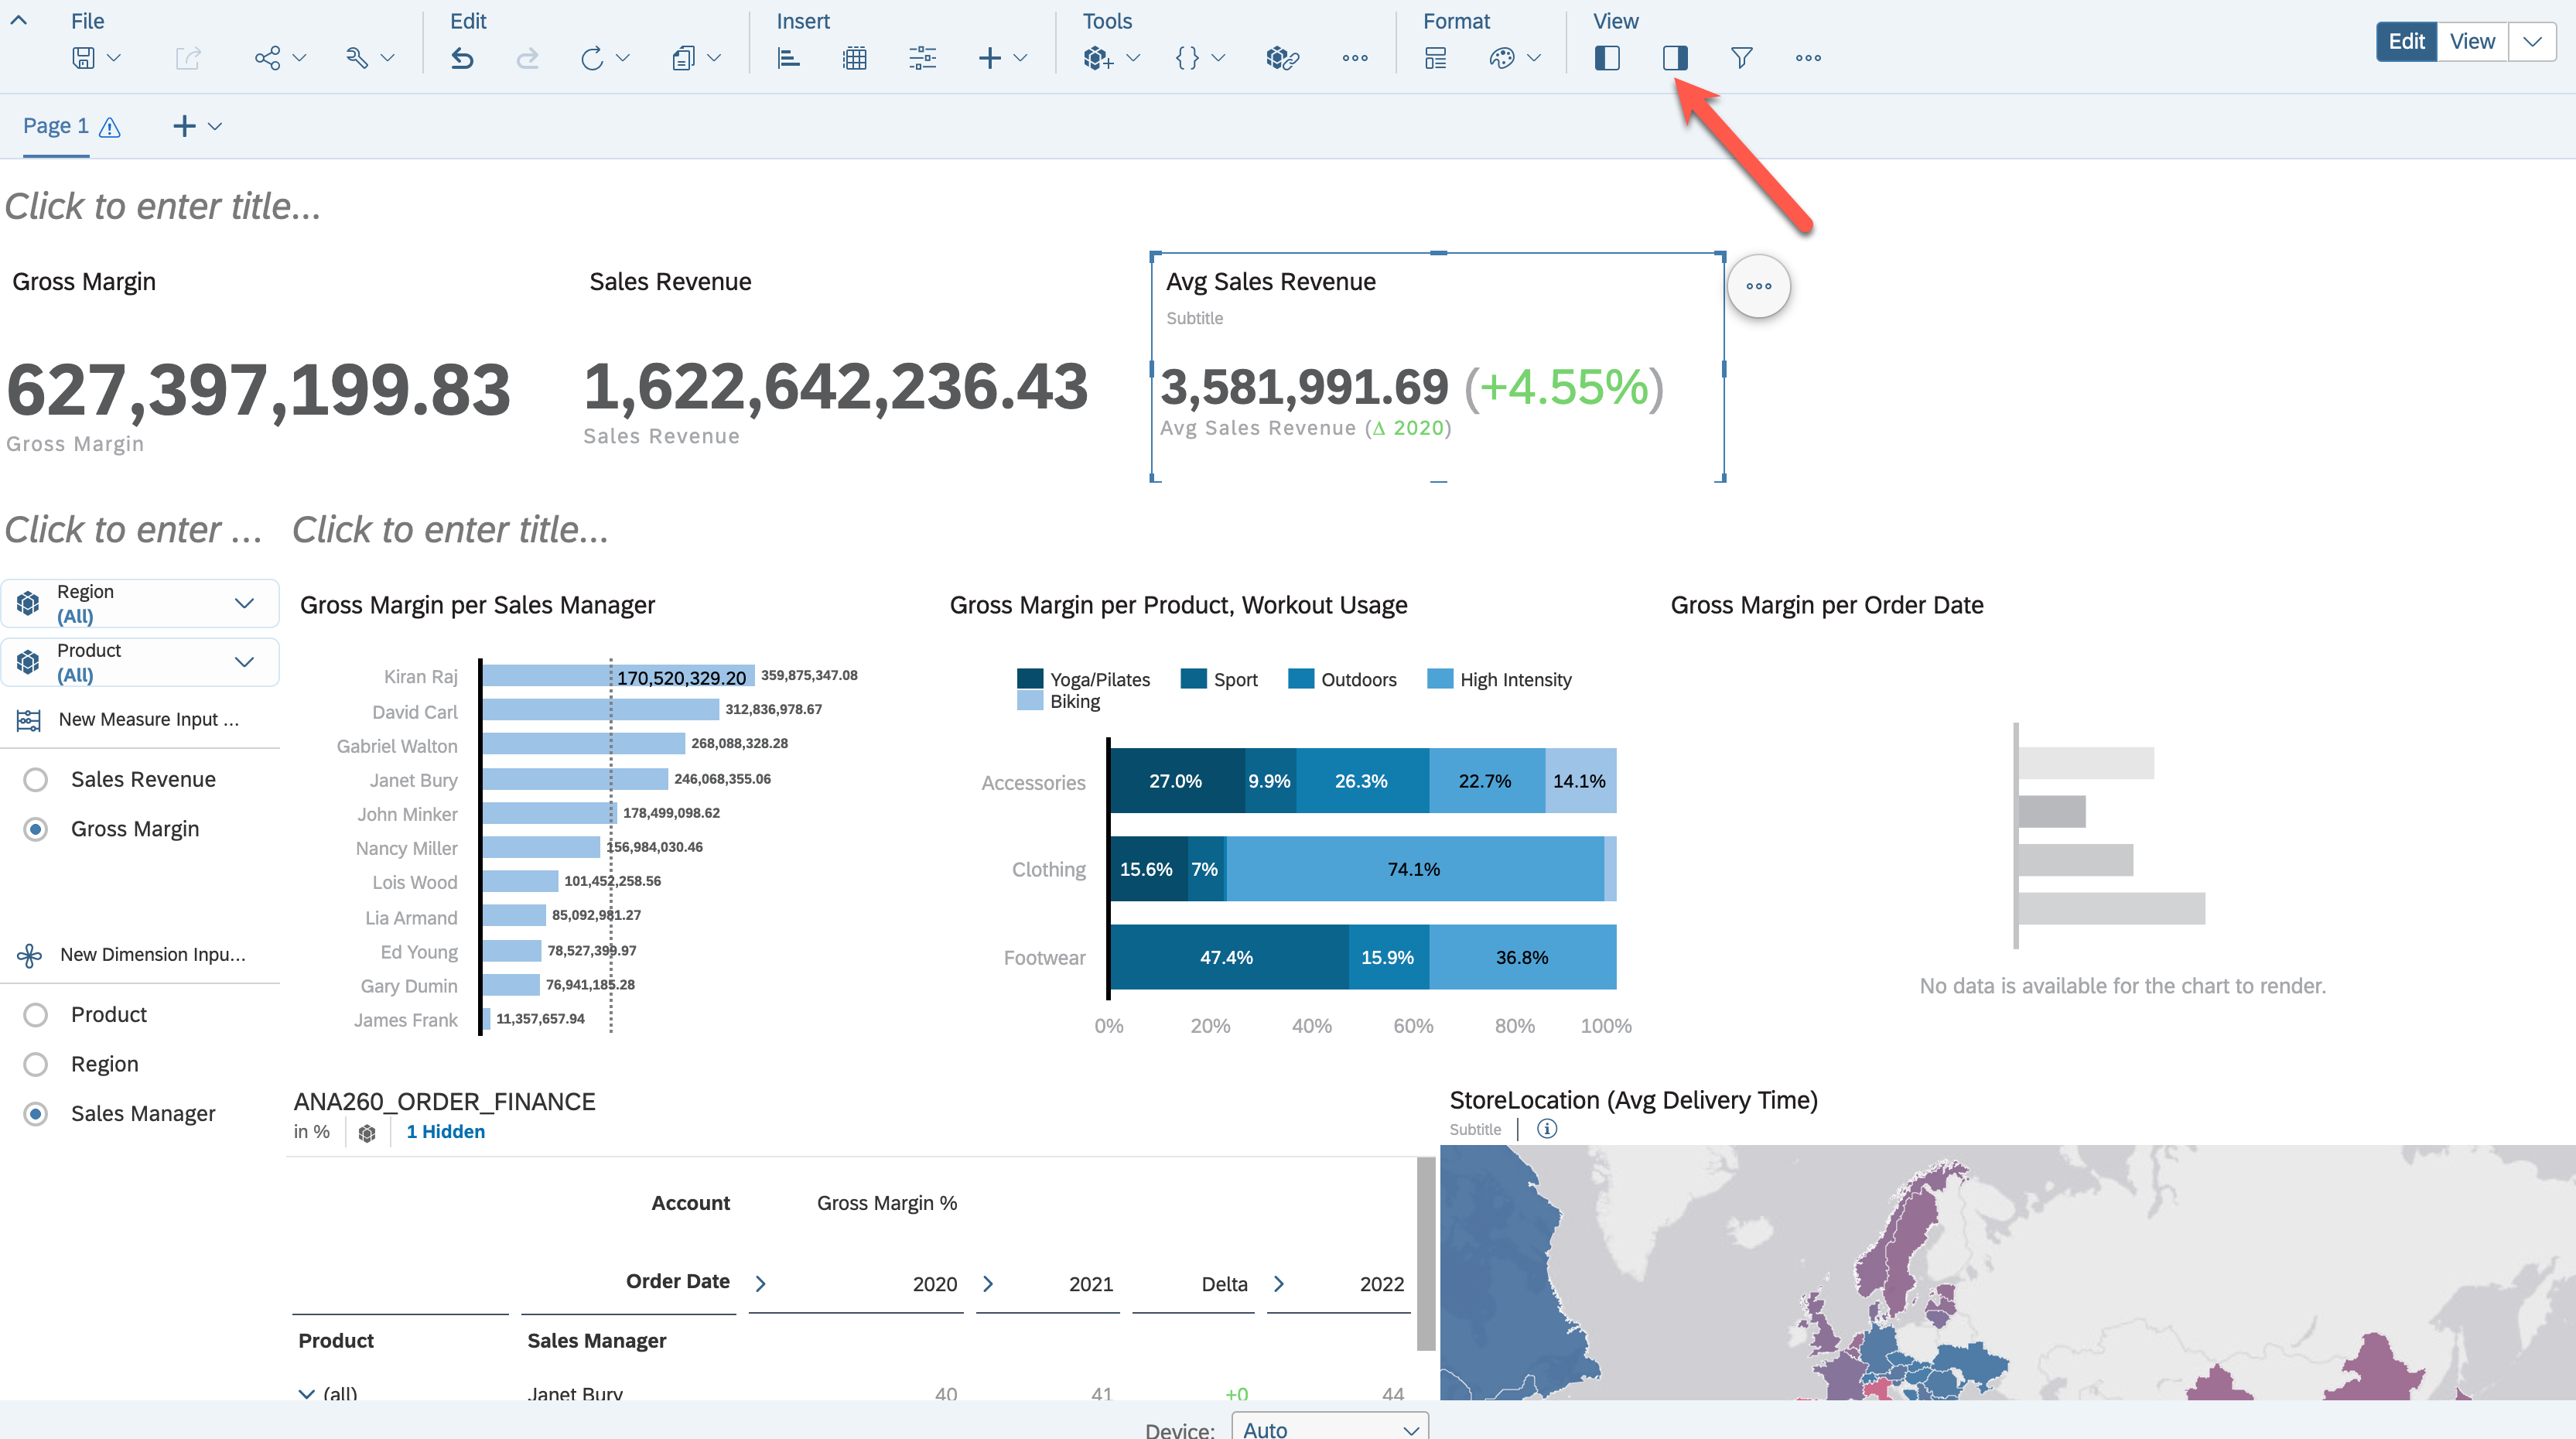 File Edit Insert Tools Format View
Edit View
Page 1
Click to enter title...
Gross Margin
627,397,199.83
Gross Margin
Sales Revenue
1,622,642,236.43
Sales Revenue
Avg Sales Revenue
Subtitle
3,581,991.69 (+4.55%)
Avg Sales Revenue (Δ 2020)
Click to enter ...
Click to enter title...
Region
(All)
Product
(All)
New Measure Input ...
Sales Revenue
Gross Margin
New Dimension Inpu...
Product
Region
Sales Manager
Gross Margin per Sales Manager
170,520,329.20
Kiran Raj 359,875,347.08
David Carl 312,836,978.67
Gabriel Walton 268,088,328.28
Janet Bury 246,068,355.06
John Minker 178,499,098.62
Nancy Miller 156,984,030.46
Lois Wood 101,452,258.56
Lia Armand 85,092,981.27
Ed Young 78,527,399.97
Gary Dumin 76,941,185.28
James Frank 11,357,657.94
Gross Margin per Product, Workout Usage
Yoga/Pilates Sport Outdoors High Intensity
Biking
Accessories 27.0% 9.9% 26.3% 22.7% 14.1%
Clothing 15.6% 7% 74.1%
Footwear 47.4% 15.9% 36.8%
0% 20% 40% 60% 80% 100%
Gross Margin per Order Date
No data is available for the chart to render.
ANA260_ORDER_FINANCE
in % 1 Hidden
Account Gross Margin %
Order Date 2020 2021 Delta 2022
Product Sales Manager
(all) Janet Bury 40 41 +0 44
StoreLocation (Avg Delivery Time)
Subtitle
Device: Auto